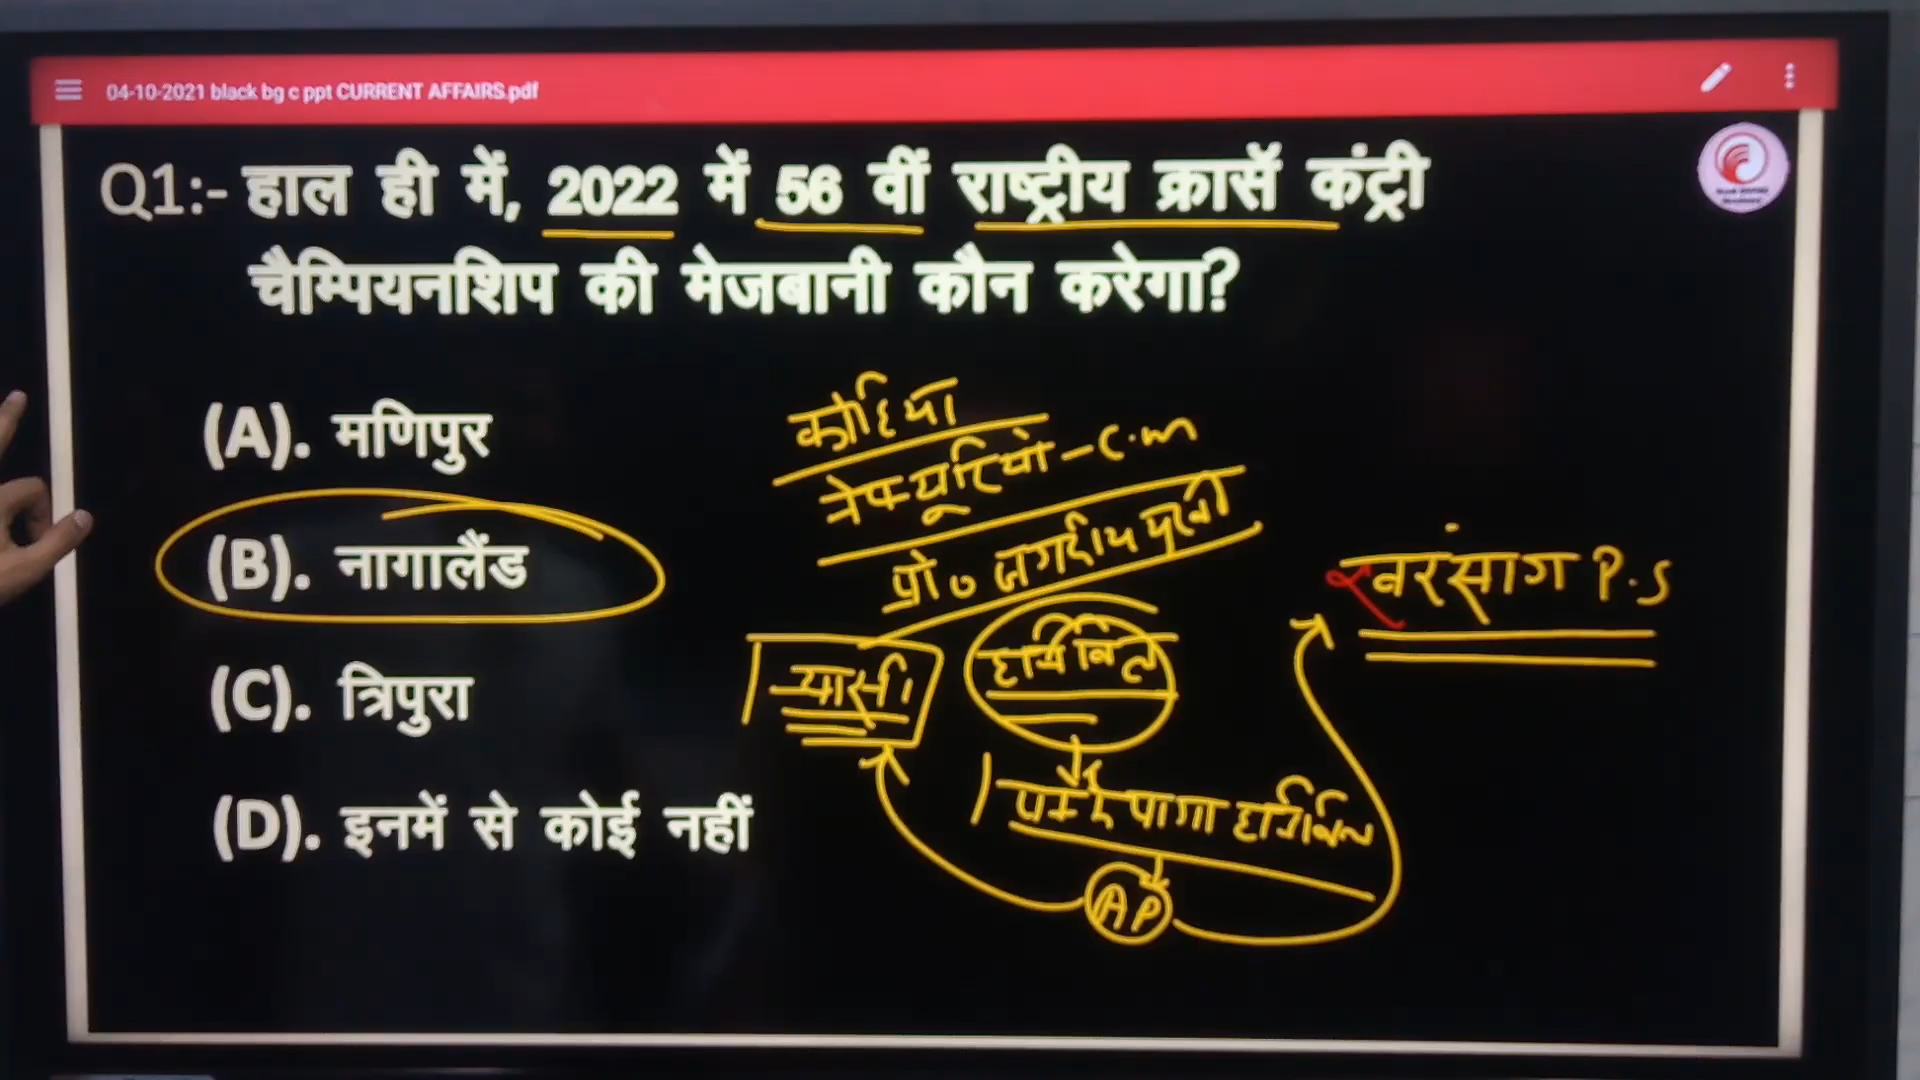 04-10-2021 black bg c ppt CURRENT AFFAIRS.pdf
Q1:- हाल ही में, 2022 में 56 वीं राष्ट्रीय क्रासॅ कंट्री
चैम्पियनशिप की मेजबानी कौन करेगा?
(A). मणिपुर
(B). नागालैंड
(C). त्रिपुरा
(D). इनमें से कोई नहीं
कोहिमा
नेफ्यूरियो - C.M
प्रो० जगदीश मुखी
हार्नबिल
AP
P.S